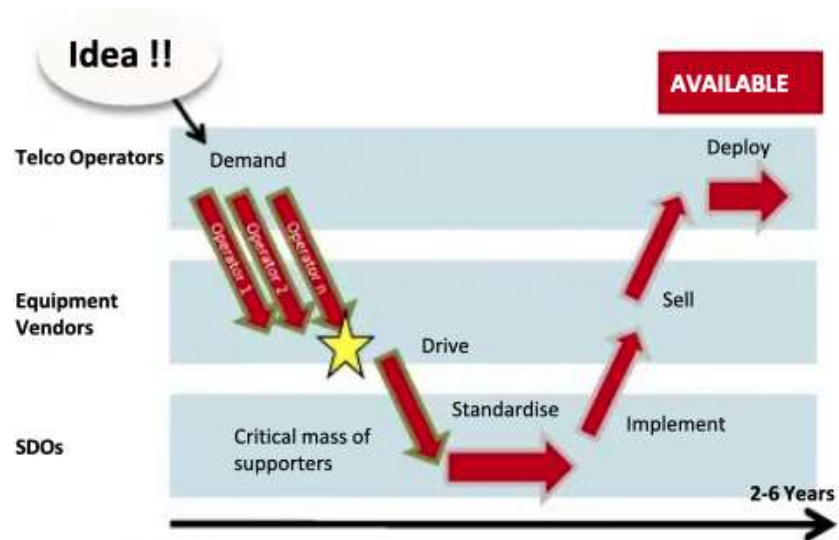 Idea !!
AVAILABLE
Telco Operators
Demand
Deploy
Operator 1
Operator 2
Operator n
Equipment
Vendors
Sell
Drive
Standardise
SDOs
Critical mass of
supporters
Implement
2-6 Years